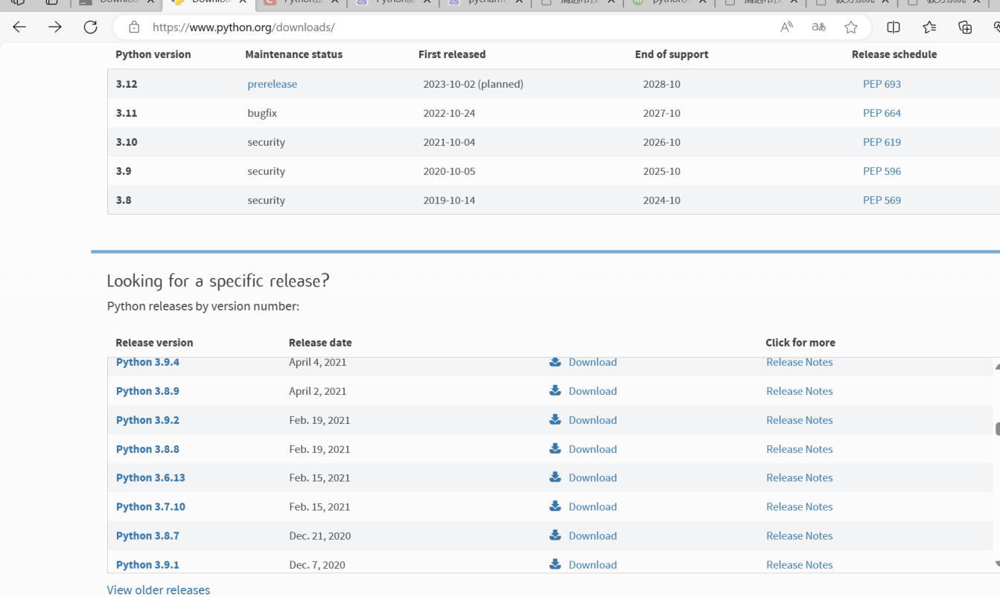 Downlo
Downlo
Python
Python
pycharm
python
https://www.python.org/downloads/
Python version Maintenance status First released End of support Release schedule
3.12 prerelease 2023-10-02 (planned) 2028-10 PEP 693
3.11 bugfix 2022-10-24 2027-10 PEP 664
3.10 security 2021-10-04 2026-10 PEP 619
3.9 security 2020-10-05 2025-10 PEP 596
3.8 security 2019-10-14 2024-10 PEP 569
Looking for a specific release?
Python releases by version number:
Release version Release date Click for more
Python 3.9.4 April 4, 2021 Download Release Notes
Python 3.8.9 April 2, 2021 Download Release Notes
Python 3.9.2 Feb. 19, 2021 Download Release Notes
Python 3.8.8 Feb. 19, 2021 Download Release Notes
Python 3.6.13 Feb. 15, 2021 Download Release Notes
Python 3.7.10 Feb. 15, 2021 Download Release Notes
Python 3.8.7 Dec. 21, 2020 Download Release Notes
Python 3.9.1 Dec. 7, 2020 Download Release Notes
View older releases